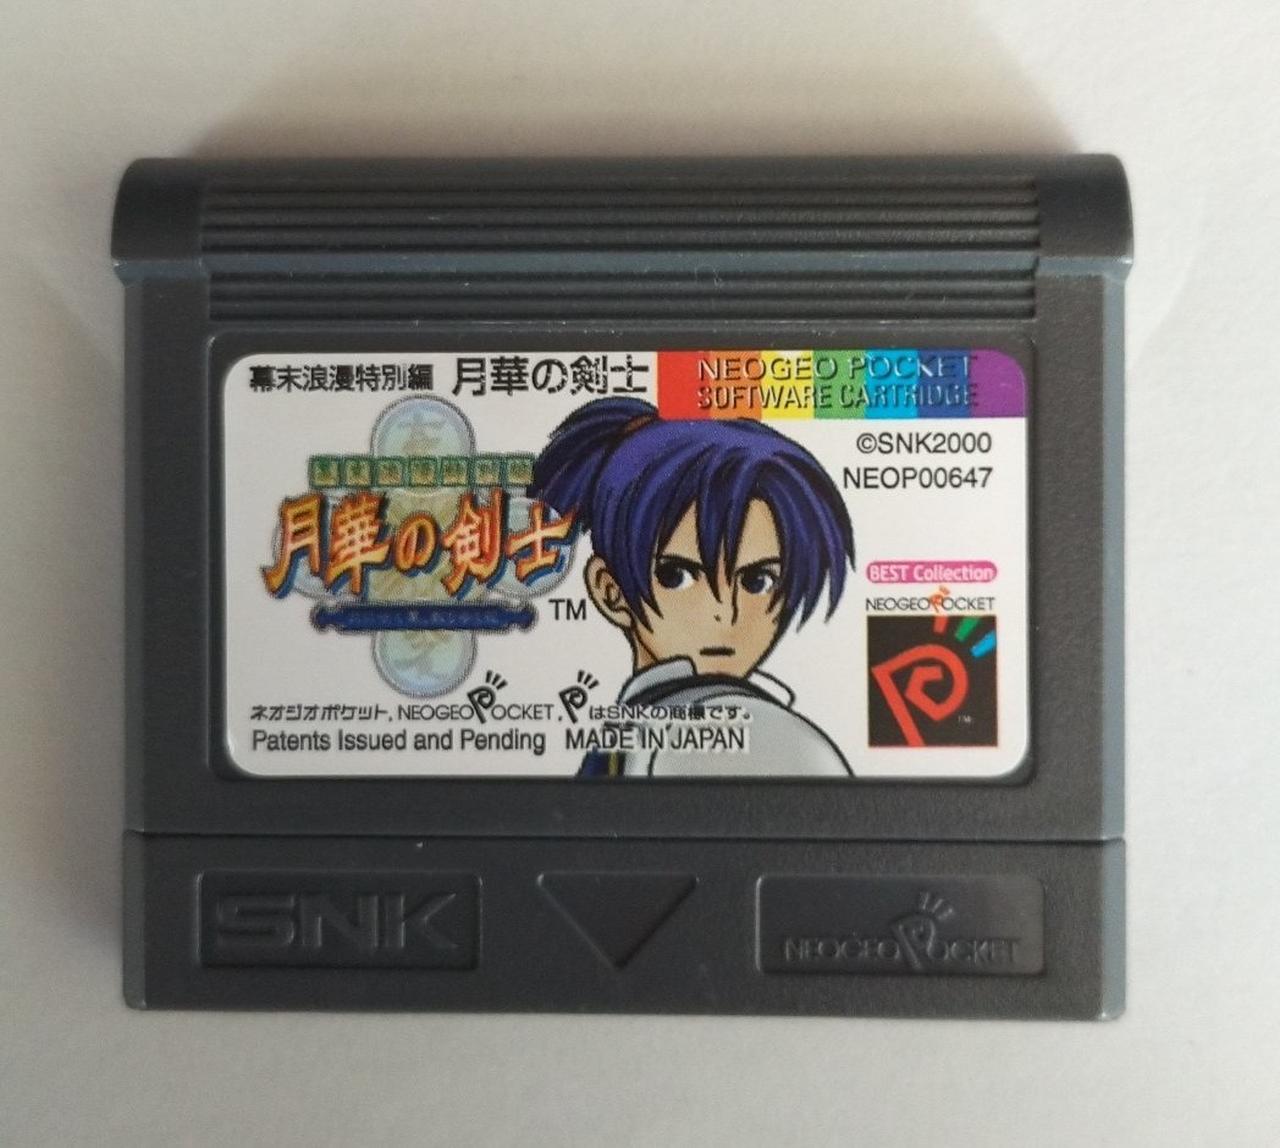 幕末浪漫特別編 月華の剣士
NEOGEO POCKET
SOFTWARE CARTRIDGE
©SNK2000
NEOP00647
月華の剣士
TM
BEST Collection
NEOGEO POCKET
TM
ネオジオポケット, NEOGEO POCKET, P はSNKの商標です。
Patents Issued and Pending MADE IN JAPAN
SNK
NEOGEO POCKET